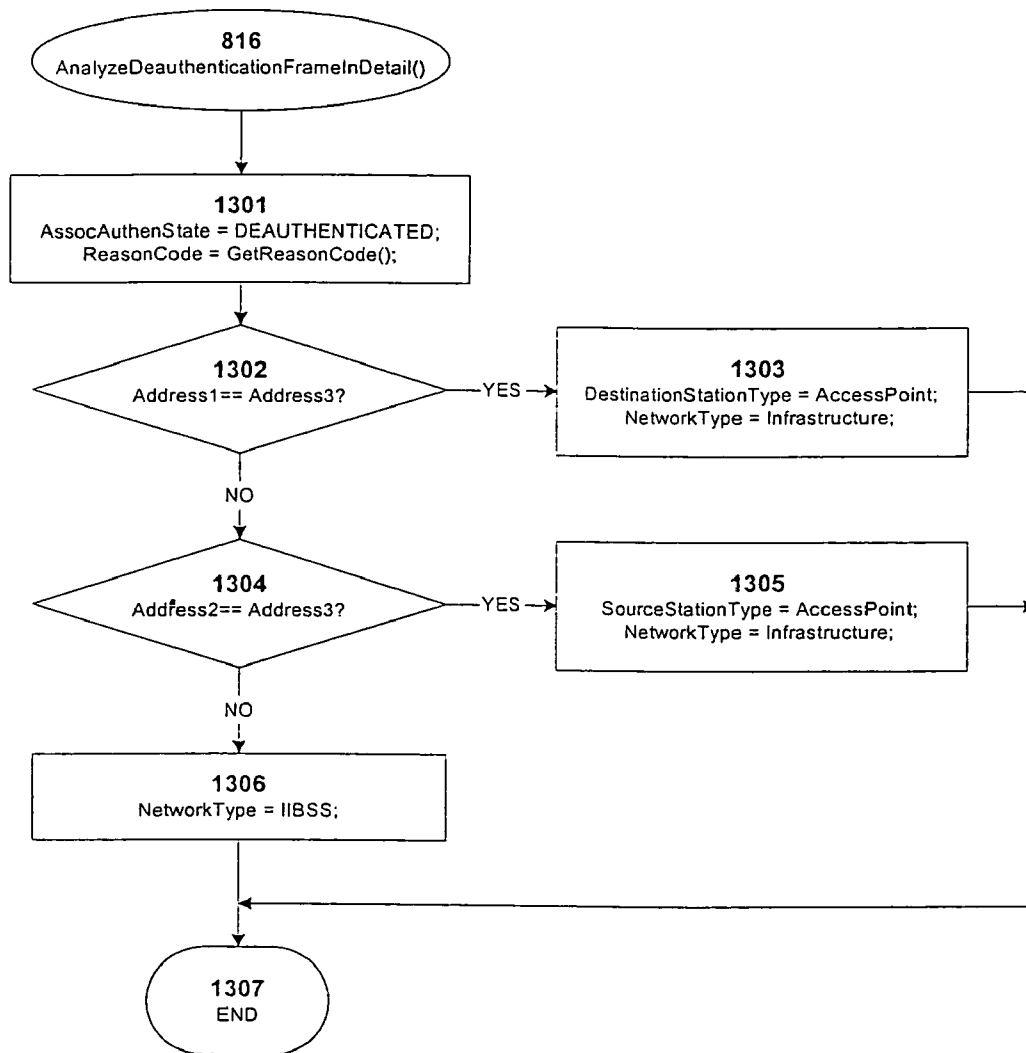 816
AnalyzeDeauthenticationFrameInDetail()
1301
AssocAuthenState = DEAUTHENTICATED;
ReasonCode = GetReasonCode();
1302
Address1== Address3?
YES
1303
DestinationStationType = AccessPoint;
NetworkType = Infrastructure;
NO
1304
Address2== Address3?
YES
1305
SourceStationType = AccessPoint;
NetworkType = Infrastructure;
NO
1306
NetworkType = IIBSS;
1307
END